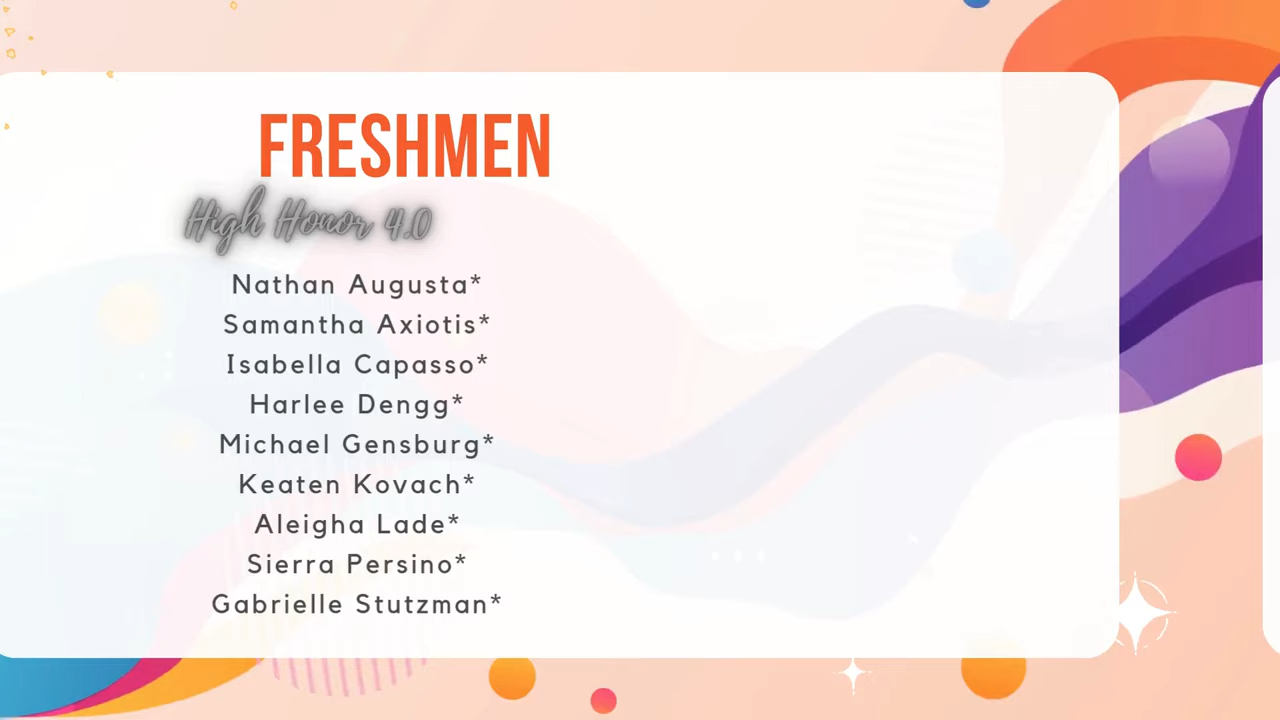 FRESHMEN
High Honor 4.0
Nathan Augusta*
Samantha Axiotis*
Isabella Capasso*
Harlee Dengg*
Michael Gensburg*
Keaten Kovach*
Aleigha Lade*
Sierra Persino*
Gabrielle Stutzman*